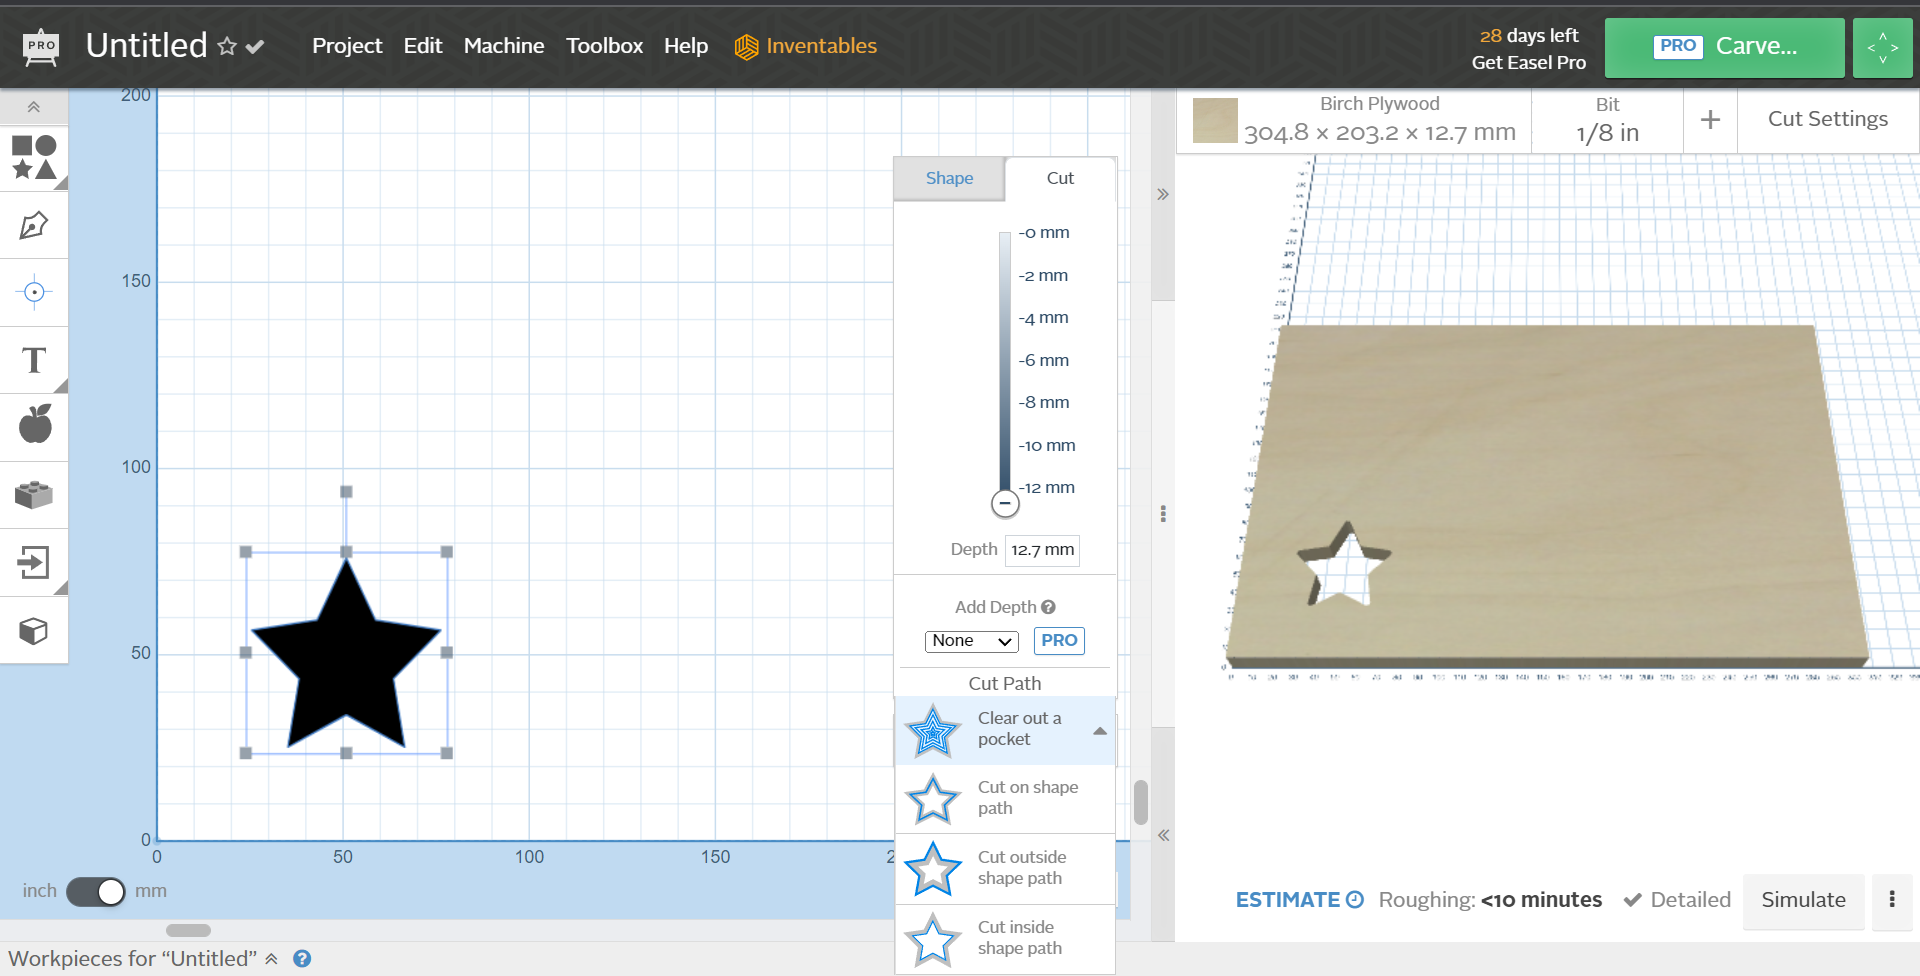 PRO
Untitled
Project Edit Machine Toolbox Help Inventables
28 days left
Get Easel Pro
PRO Carve...
200
150
100
50
0
0 50 100 150 2
inch mm
Workpieces for “Untitled”
Shape Cut
-0 mm
-2 mm
-4 mm
-6 mm
-8 mm
-10 mm
-12 mm
Depth 12.7 mm
Add Depth
None PRO
Cut Path
Clear out a
pocket
Cut on shape
path
Cut outside
shape path
Cut inside
shape path
Birch Plywood
304.8 × 203.2 × 12.7 mm
Bit
1/8 in
+
Cut Settings
ESTIMATE Roughing: <10 minutes Detailed Simulate